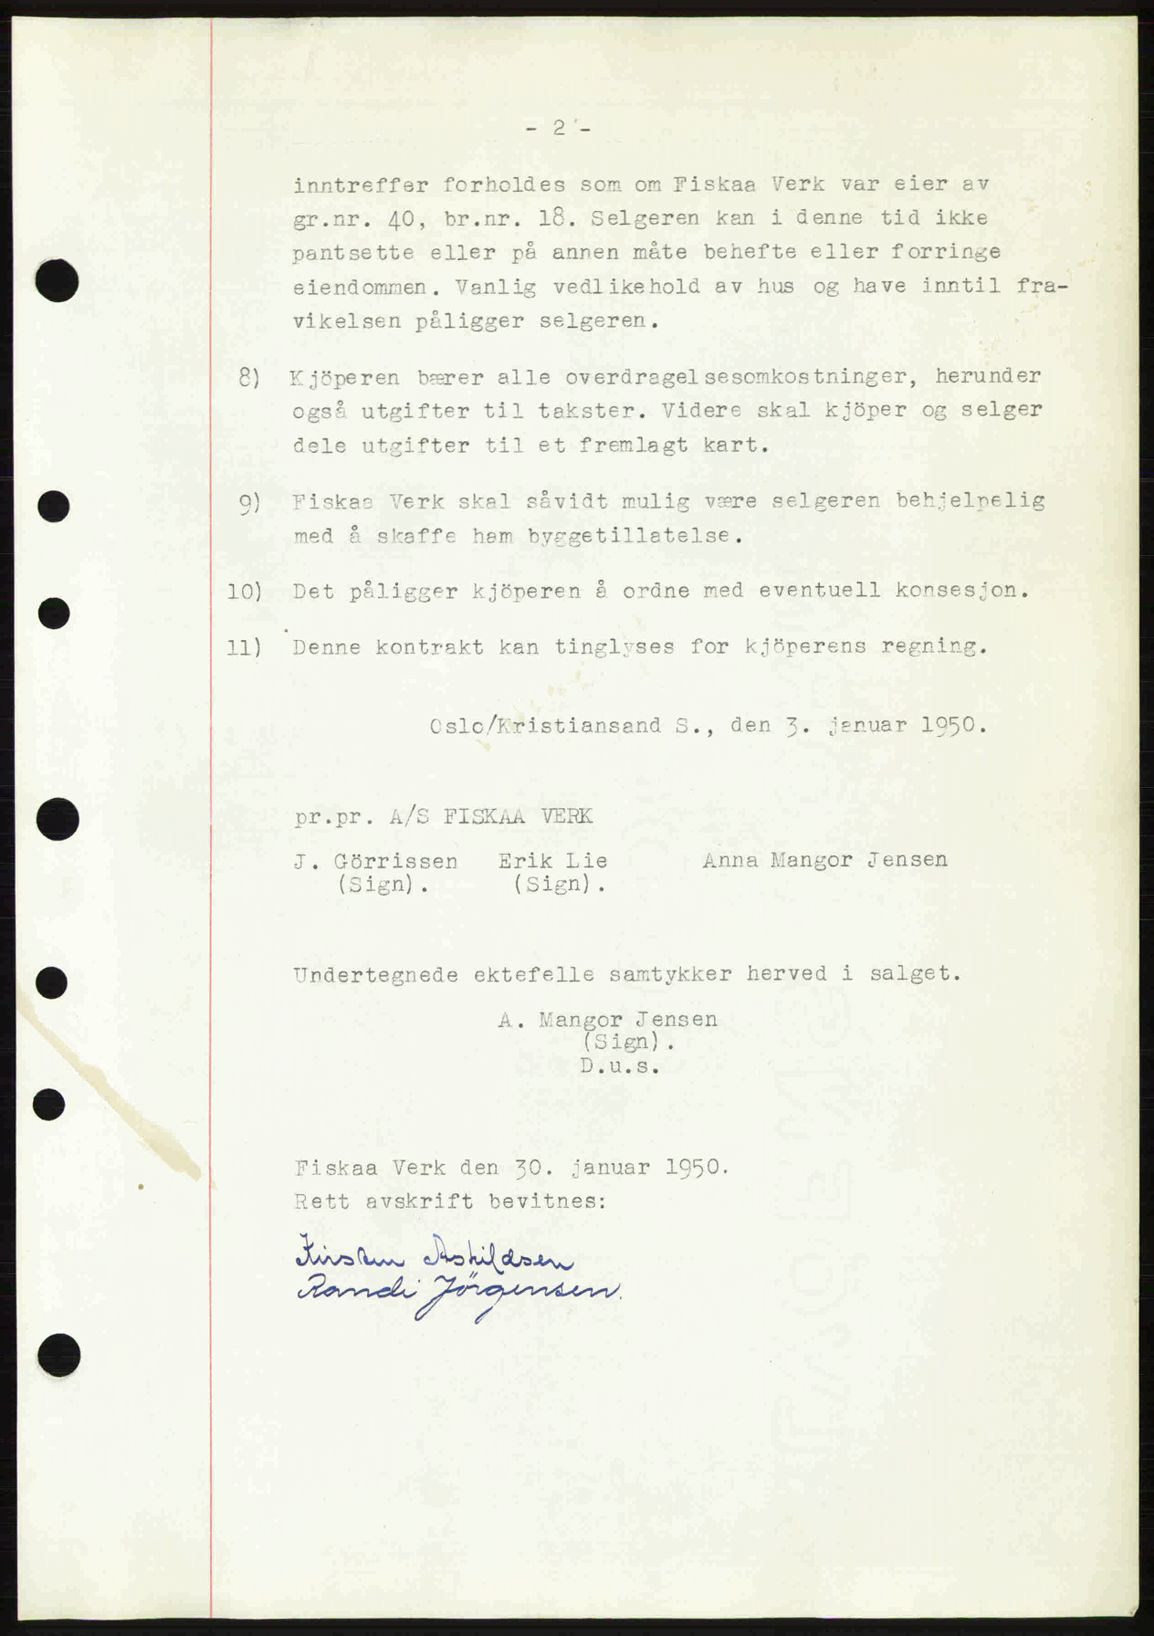 - 2 -
inntreffer forholdes som om Fiskaa Verk var eier av
gr.nr. 40, br.nr. 18. Selgeren kan i denne tid ikke
pantsette eller på annen måte behefte eller forringe
eiendommen. Vanlig vedlikehold av hus og have inntil fra-
vikelsen påligger selgeren.
8) Kjöperen bærer alle overdragelsesomkostninger, herunder
også utgifter til takster. Videre skal kjöper og selger
dele utgifter til et fremlagt kart.
9) Fiskaa Verk skal såvidt mulig være selgeren behjelpelig
med å skaffe ham byggetillatelse.
10) Det påligger kjöperen å ordne med eventuell konsesjon.
11) Denne kontrakt kan tinglyses for kjöperens regning.
Oslo/Kristiansand S., den 3. januar 1950.
pr.pr. A/S FISKAA VERK
J. Görrissen Erik Lie Anna Mangor Jensen
(Sign). (Sign).
Undertegnede ektefelle samtykker herved i salget.
A. Mangor Jensen
(Sign).
D.u.s.
Fiskaa Verk den 30. januar 1950.
Rett avskrift bevitnes:
Kirsten Askildsen
Randi Jörgensen.